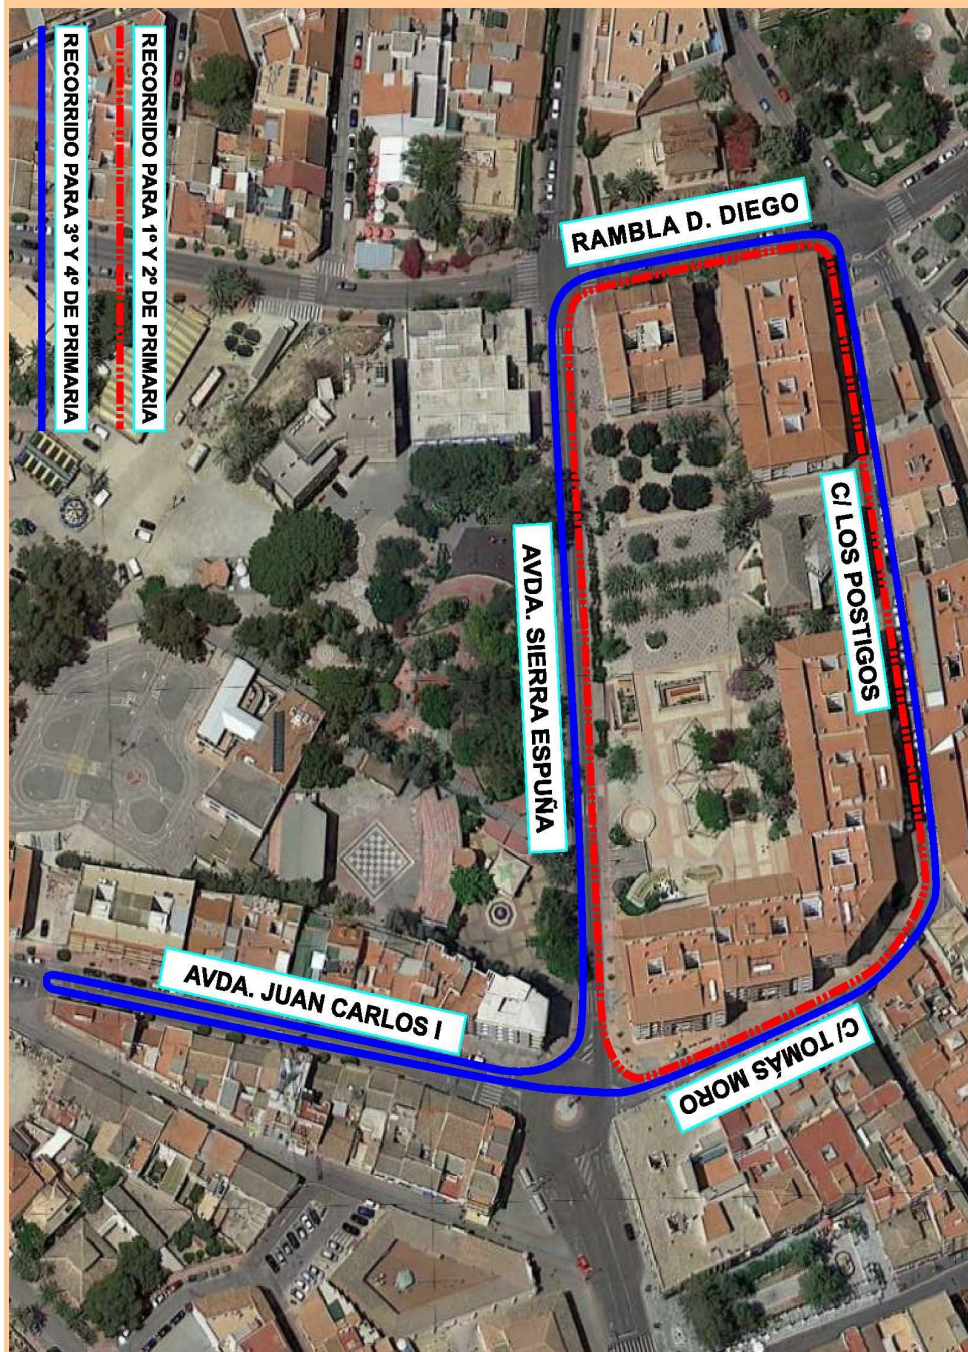 RECORRIDO PARA 1º Y 2º DE PRIMARIA
RECORRIDO PARA 3º Y 4º DE PRIMARIA
RAMBLA D. DIEGO
C/ LOS POSTIGOS
AVDA. SIERRA ESPUÑA
AVDA. JUAN CARLOS I
C/ TOMÁS MORO